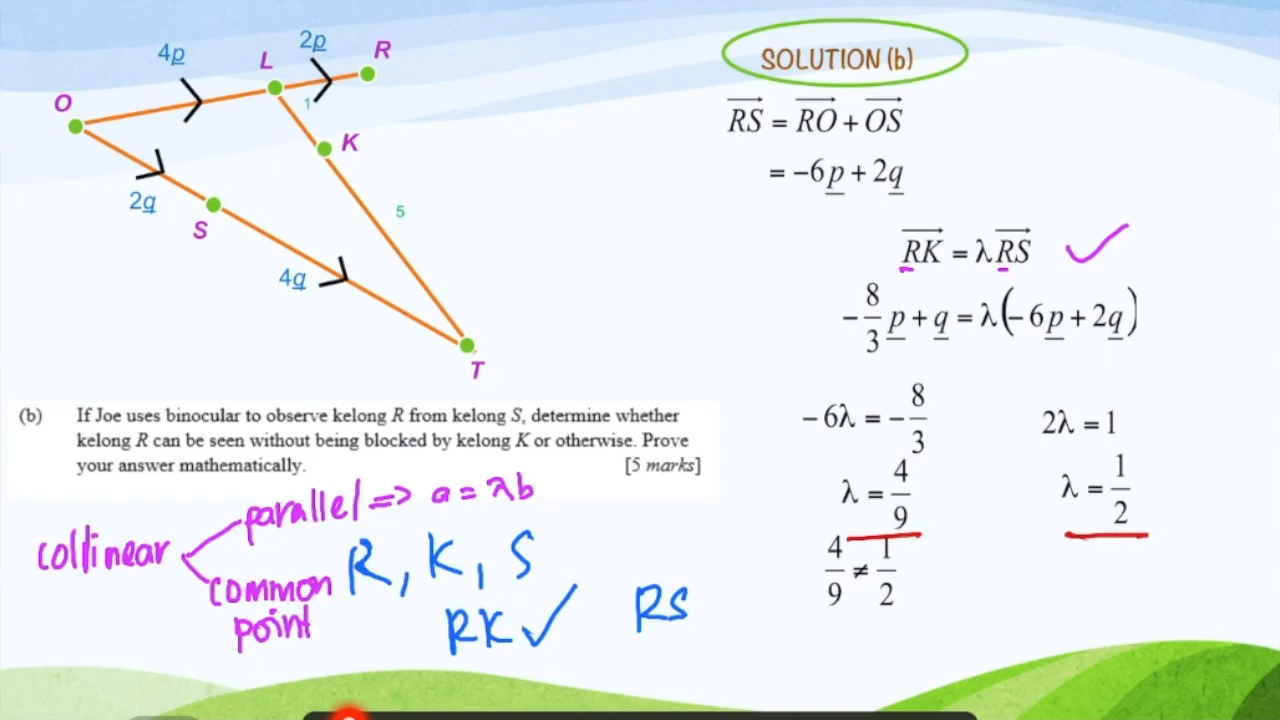 4p
2p
R
L
O
1
K
2q
S
5
4q
T
(b) If Joe uses binocular to observe kelong R from kelong S, determine whether
kelong R can be seen without being blocked by kelong K or otherwise. Prove
your answer mathematically. [5 marks]
collinear
parallel => a = λb
common
point
R, K, S
RK ✓ RS
SOLUTION (b)
RS = RO + OS
= −6p + 2q
RK = λRS ✓
−8/3 p + q = λ(−6p + 2q)
−6λ = −8/3 2λ = 1
λ = 4/9 λ = 1/2
4/9 ≠ 1/2